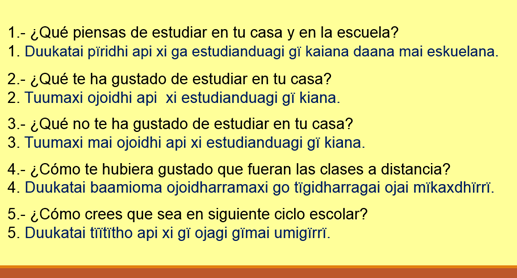 1.- ¿Qué piensas de estudiar en tu casa y en la escuela?
1. Duukatai pïridhi api xi ga estudianduagi gï kaiana daana mai eskuelana.
2.- ¿Qué te ha gustado de estudiar en tu casa?
2. Tuumaxi ojoidhi api xi estudianduagi gï kiana.
3.- ¿Qué no te ha gustado de estudiar en tu casa?
3. Tuumaxi mai ojoidhi api xi estudianduagi gï kiana.
4.- ¿Cómo te hubiera gustado que fueran las clases a distancia?
4. Duukatai baamioma ojoidharramaxi go tïgidharragai ojai mïkaxdhïrrï.
5.- ¿Cómo crees que sea en siguiente ciclo escolar?
5. Duukatai tïïtïtho api xi gï ojagi gïmai umigïrrï.